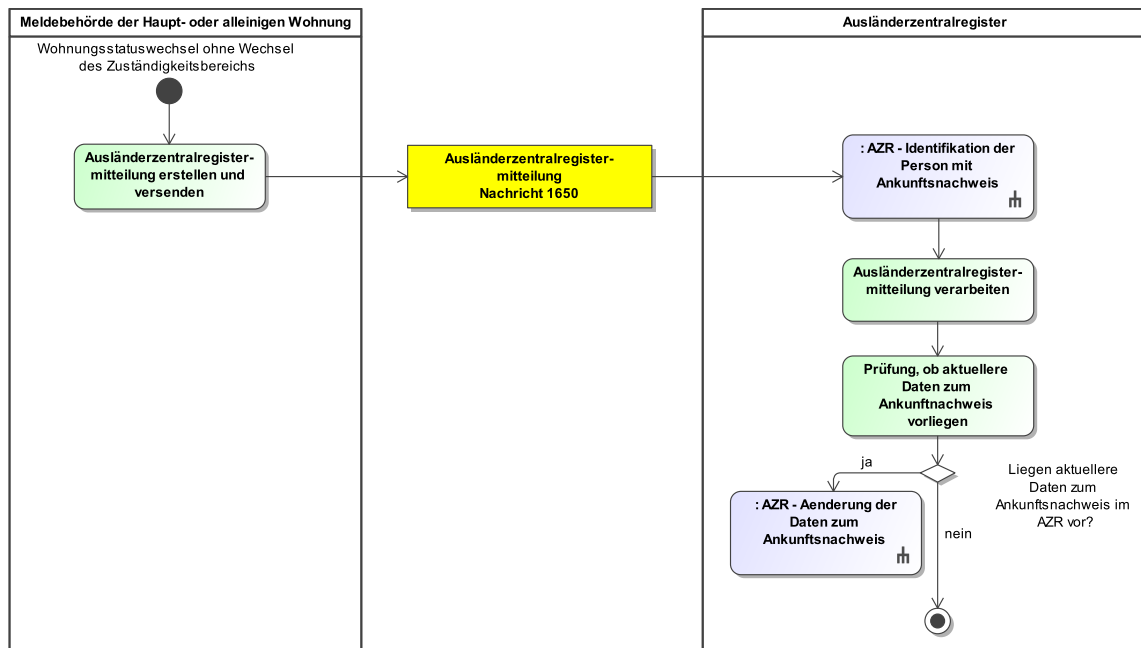 Meldebehörde der Haupt- oder alleinigen Wohnung
Wohnungsstatuswechsel ohne Wechsel
des Zuständigkeitsbereichs
Ausländerzentralregister-
mitteilung erstellen und
versenden
Ausländerzentralregister-
mitteilung
Nachricht 1650
Ausländerzentralregister
: AZR - Identifikation der
Person mit
Ankunftsnachweis
Ausländerzentralregister-
mitteilung verarbeiten
Prüfung, ob aktuellere
Daten zum
Ankunftnachweis
vorliegen
ja
Liegen aktuellere
Daten zum
Ankunftsnachweis im
AZR vor?
: AZR - Aenderung der
Daten zum
Ankunftsnachweis
nein